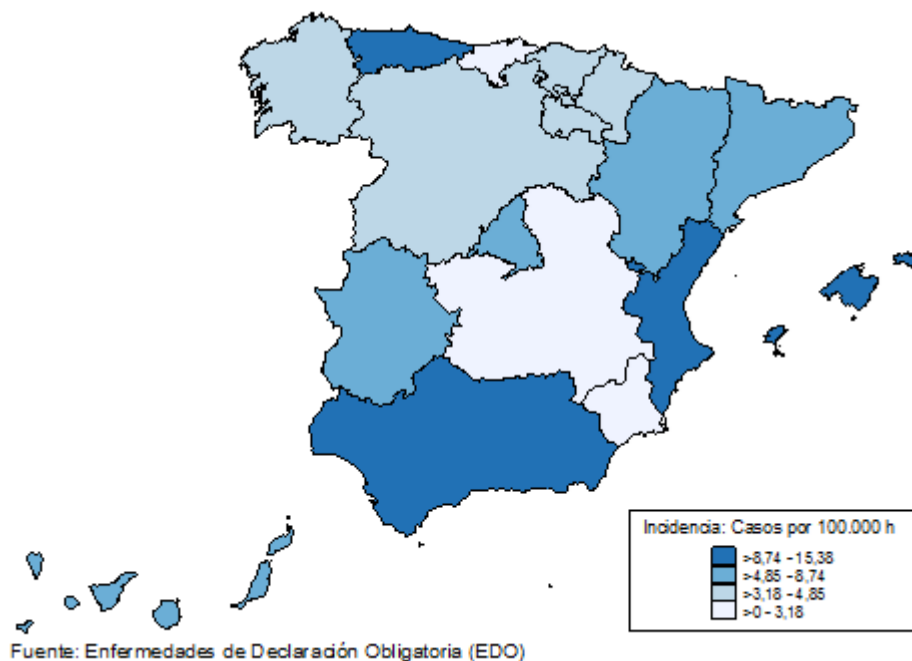 Incidencia: Casos por 100.000 h
>8,74 - 15,38
>4,85 - 8,74
>3,18 - 4,85
>0 - 3,18
Fuente: Enfermedades de Declaración Obligatoria (EDO)